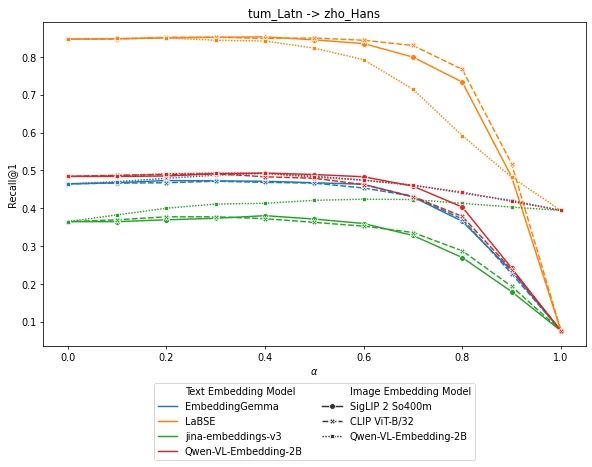 tum_Latn -> zho_Hans
0.8
0.7
0.6
0.5
0.4
0.3
0.2
0.1
Recall@1
0.0 0.2 0.4 0.6 0.8 1.0
α
Text Embedding Model
EmbeddingGemma
LaBSE
jina-embeddings-v3
Qwen-VL-Embedding-2B
Image Embedding Model
SigLIP 2 So400m
CLIP ViT-B/32
Qwen-VL-Embedding-2B